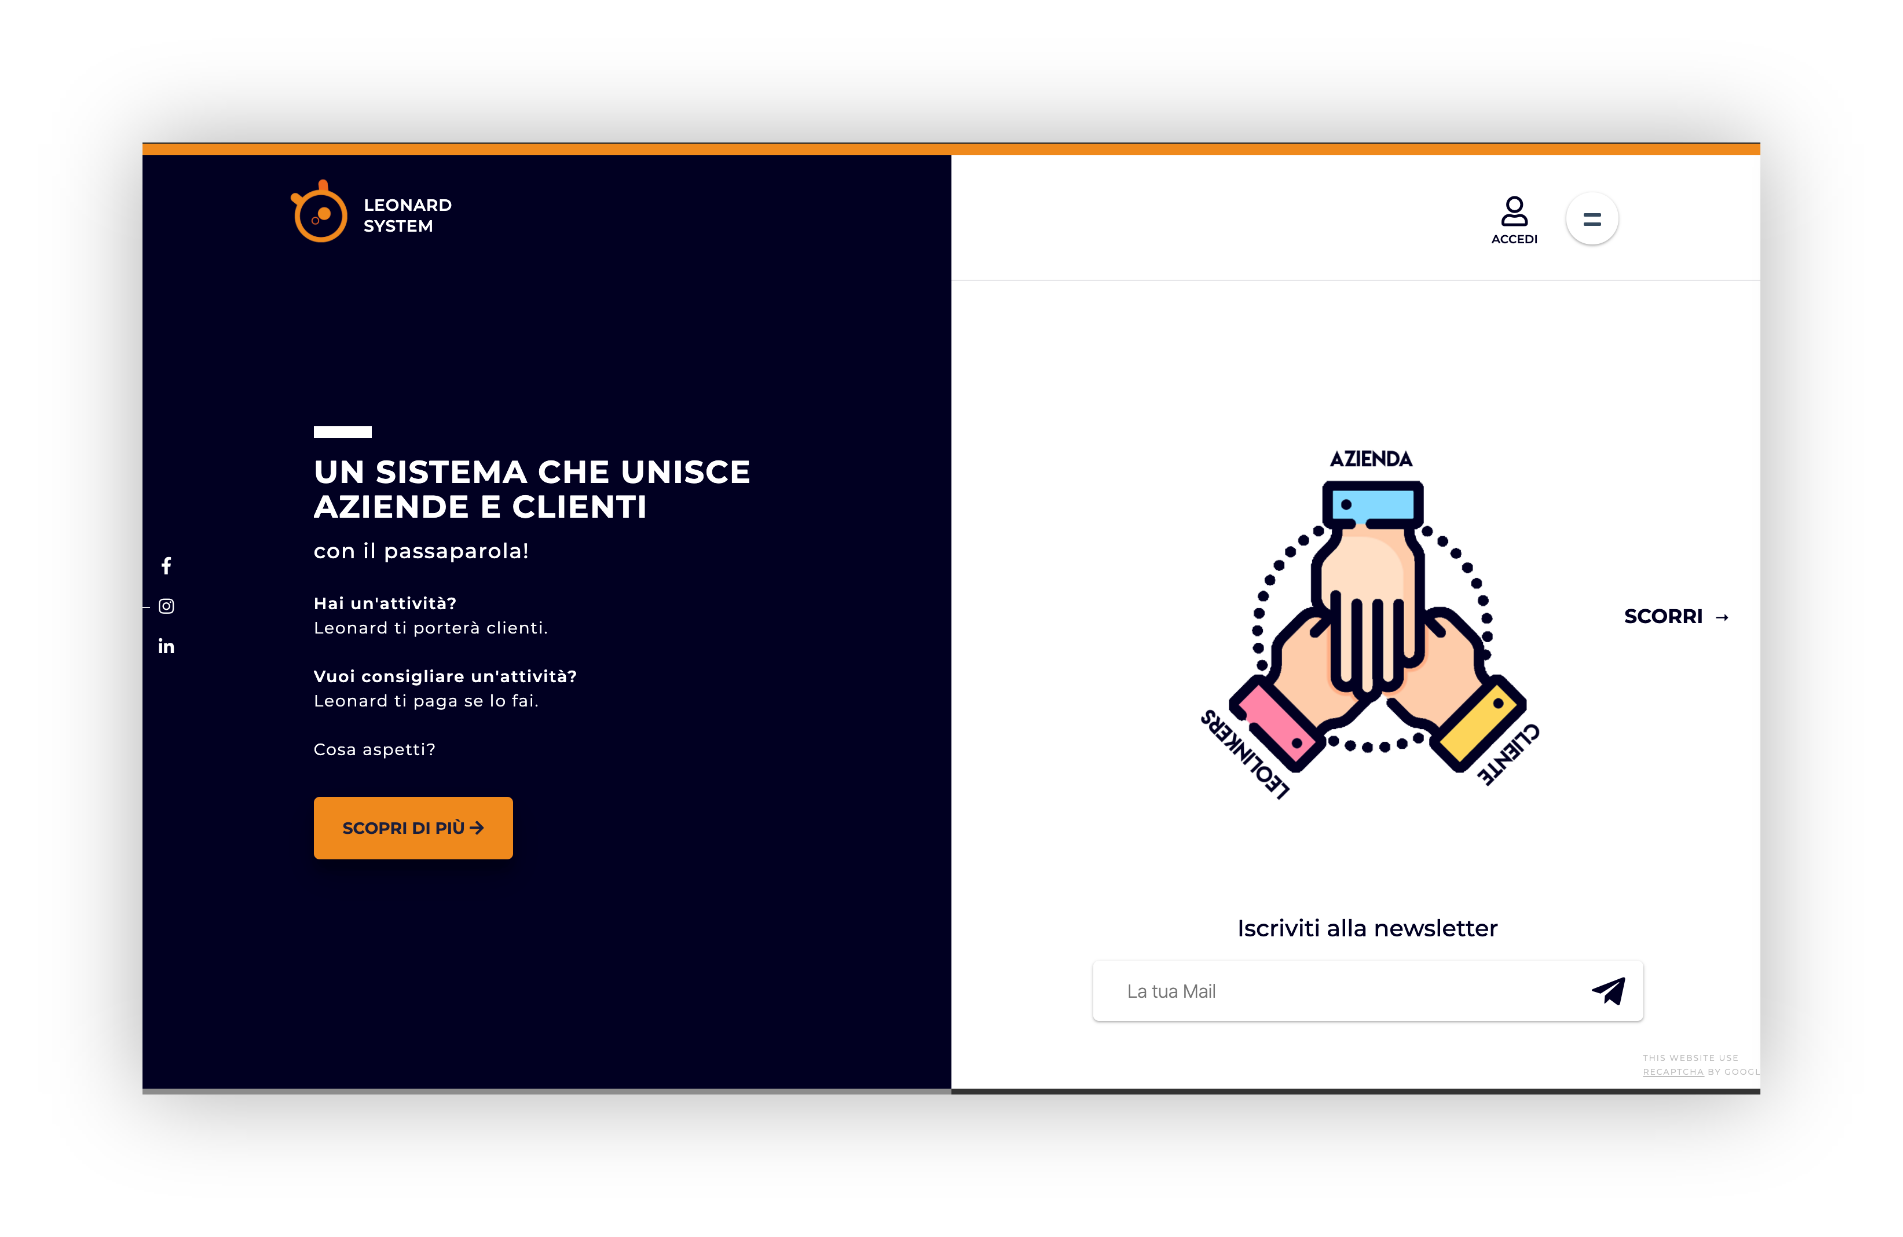 LEONARD
SYSTEM
ACCEDI
UN SISTEMA CHE UNISCE
AZIENDE E CLIENTI
con il passaparola!
Hai un'attività?
Leonard ti porterà clienti.
Vuoi consigliare un'attività?
Leonard ti paga se lo fai.
Cosa aspetti?
SCOPRI DI PIÙ →
AZIENDA
LEOLINKERS
CLIENTE
SCORRI →
Iscriviti alla newsletter
La tua Mail
THIS WEBSITE USE
RECAPTCHA BY GOOGL